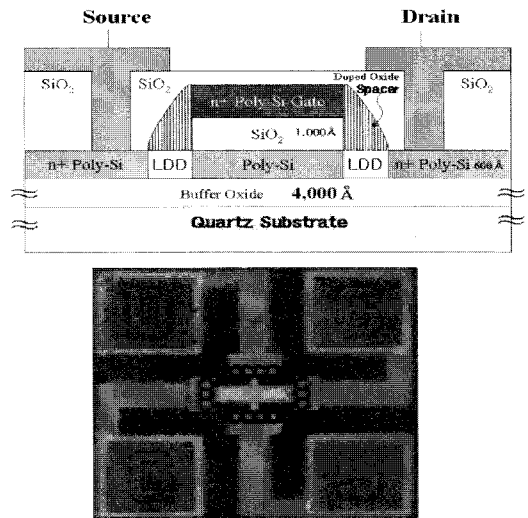 Source Drain
SiO2 SiO2 Doped Oxide SiO2
Spacer
n+ Poly-Si Gate
SiO2 1.000Å
n+ Poly-Si LDD Poly-Si LDD n+ Poly-Si 600 Å
Buffer Oxide 4,000 Å
Quartz Substrate